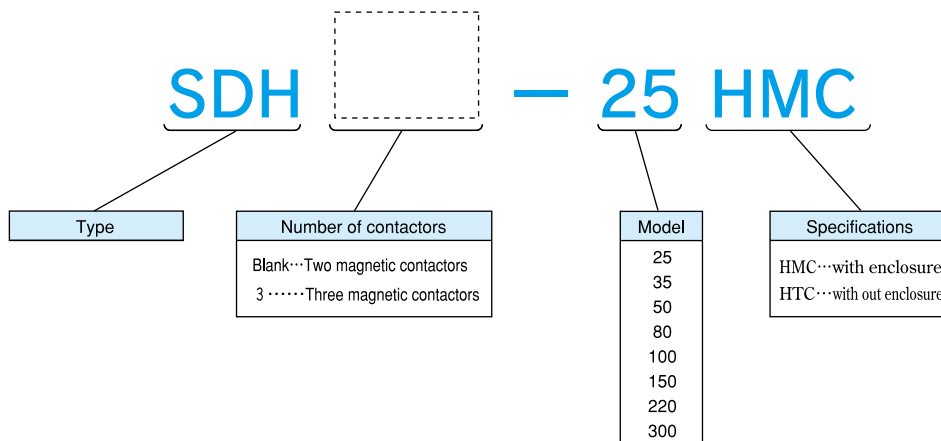 SDH — 25 HMC
Type
Number of contactors
Blank…Two magnetic contactors
3 ……Three magnetic contactors
Model
25
35
50
80
100
150
220
300
Specifications
HMC…with enclosure
HTC…with out enclosure